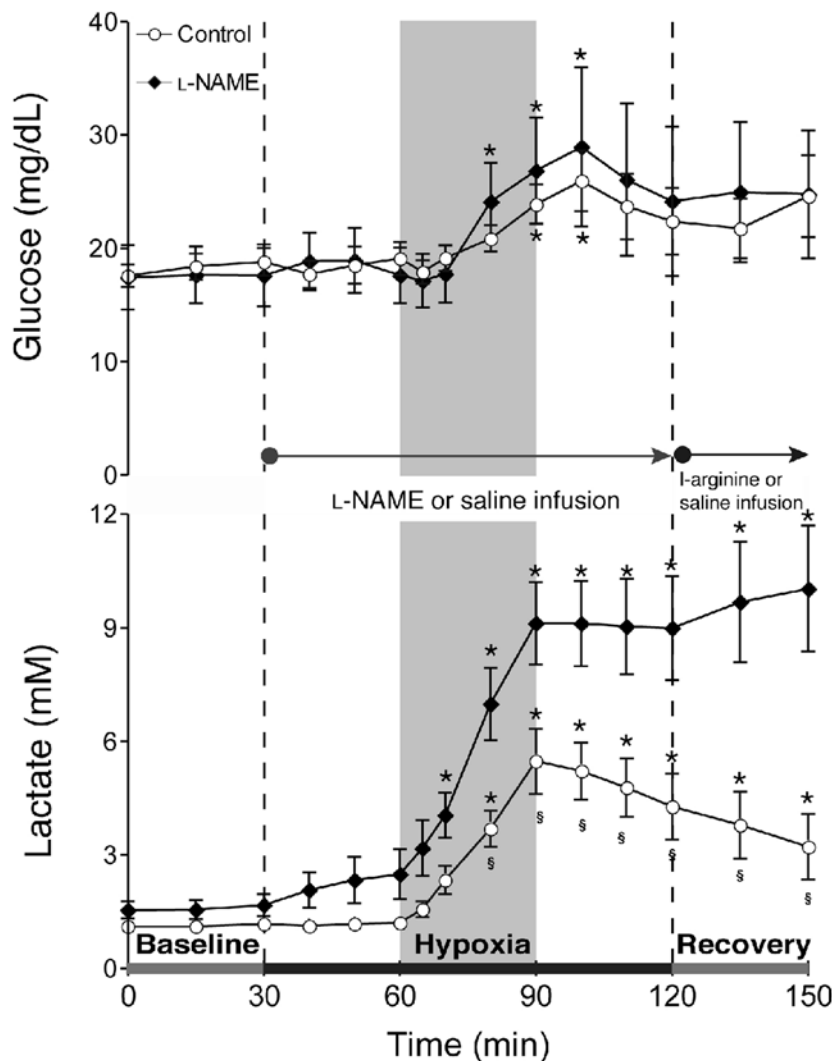 40
Control
L-NAME
30
20
10
0
Glucose (mg/dL)
*
*
*
*
*
L-NAME or saline infusion
l-arginine or
saline infusion
12
9
6
3
0
Lactate (mM)
* * * * * *
*
*
* * * * * *
*
§ § § § § § §
Baseline Hypoxia Recovery
0 30 60 90 120 150
Time (min)